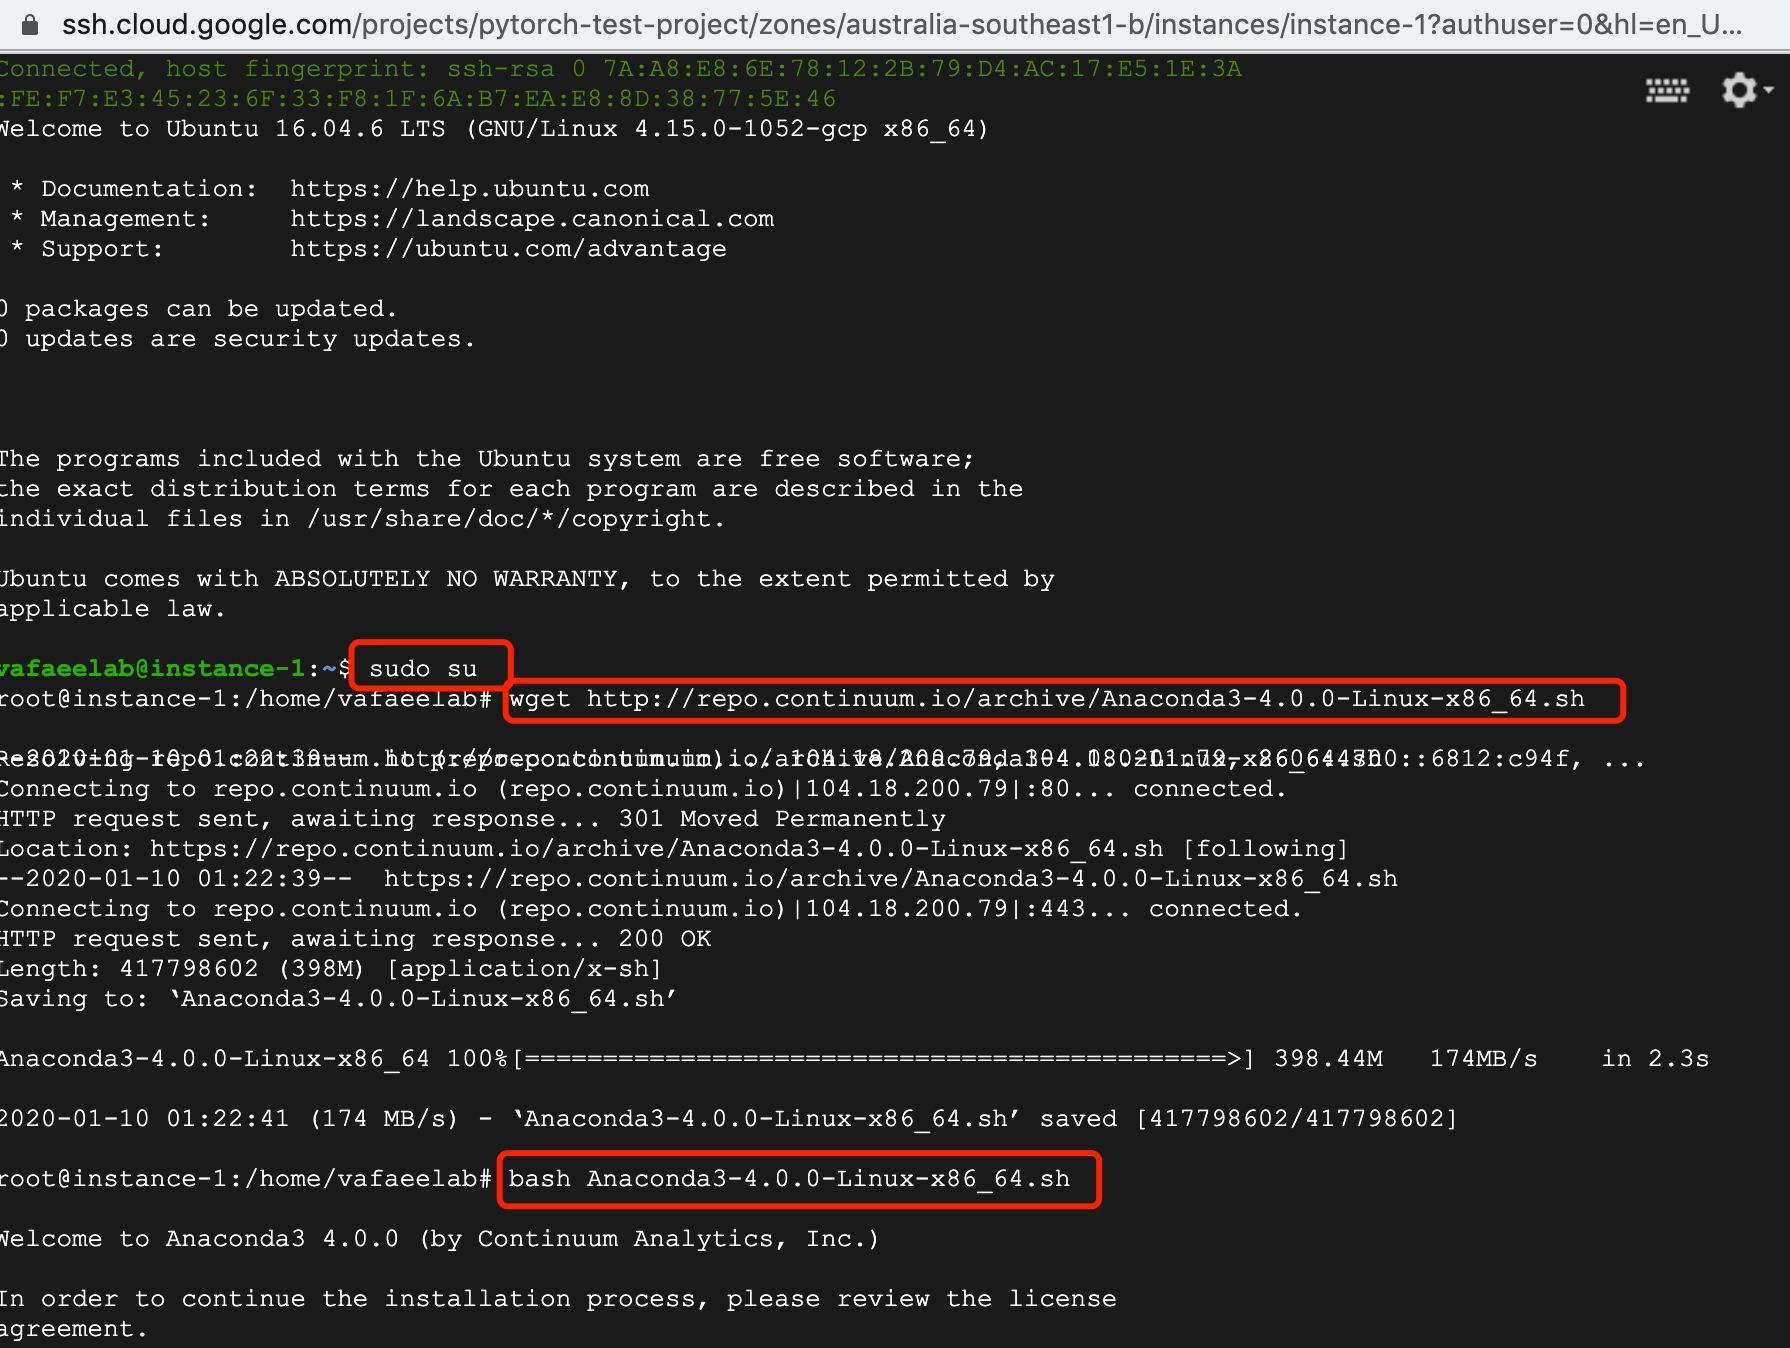 ssh.cloud.google.com/projects/pytorch-test-project/zones/australia-southeast1-b/instances/instance-1?authuser=0&hl=en_U...
Connected, host fingerprint: ssh-rsa 0 7A:A8:E8:6E:78:12:2B:79:D4:AC:17:E5:1E:3A
:FE:F7:E3:45:23:6F:33:F8:1F:6A:B7:EA:E8:8D:38:77:5E:46
Welcome to Ubuntu 16.04.6 LTS (GNU/Linux 4.15.0-1052-gcp x86_64)
* Documentation:  https://help.ubuntu.com
* Management:     https://landscape.canonical.com
* Support:        https://ubuntu.com/advantage
0 packages can be updated.
0 updates are security updates.
The programs included with the Ubuntu system are free software;
the exact distribution terms for each program are described in the
individual files in /usr/share/doc/*/copyright.
Ubuntu comes with ABSOLUTELY NO WARRANTY, to the extent permitted by
applicable law.
vafaeelab@instance-1:~$ sudo su
root@instance-1:/home/vafaeelab# wget http://repo.continuum.io/archive/Anaconda3-4.0.0-Linux-x86_64.sh
::6812:c94f, ...
Connecting to repo.continuum.io (repo.continuum.io)|104.18.200.79|:80... connected.
HTTP request sent, awaiting response... 301 Moved Permanently
Location: https://repo.continuum.io/archive/Anaconda3-4.0.0-Linux-x86_64.sh [following]
--2020-01-10 01:22:39--  https://repo.continuum.io/archive/Anaconda3-4.0.0-Linux-x86_64.sh
Connecting to repo.continuum.io (repo.continuum.io)|104.18.200.79|:443... connected.
HTTP request sent, awaiting response... 200 OK
Length: 417798602 (398M) [application/x-sh]
Saving to: ‘Anaconda3-4.0.0-Linux-x86_64.sh’
Anaconda3-4.0.0-Linux-x86_64 100%[=============================================>] 398.44M   174MB/s    in 2.3s
2020-01-10 01:22:41 (174 MB/s) - ‘Anaconda3-4.0.0-Linux-x86_64.sh’ saved [417798602/417798602]
root@instance-1:/home/vafaeelab# bash Anaconda3-4.0.0-Linux-x86_64.sh
Welcome to Anaconda3 4.0.0 (by Continuum Analytics, Inc.)
In order to continue the installation process, please review the license
agreement.